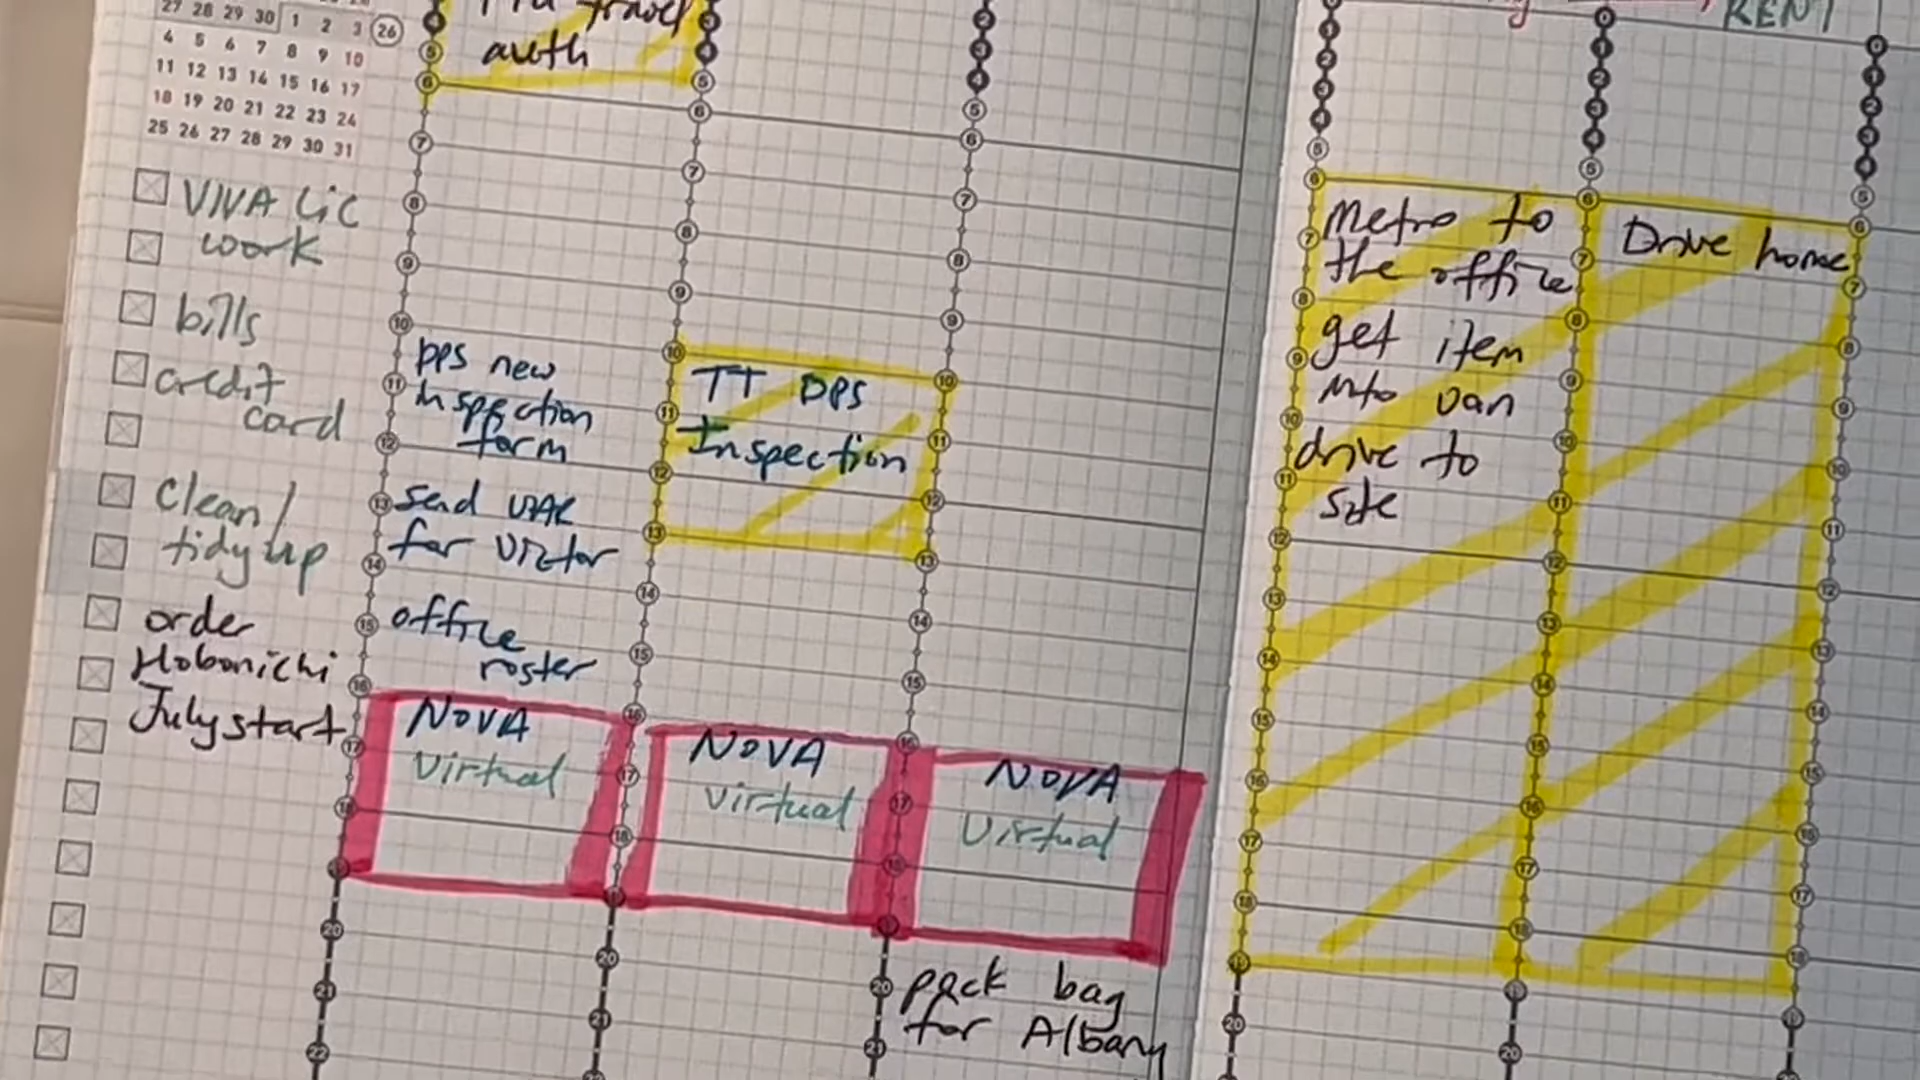 27 28 29 30 1 2 3 26
4 5 6 7 8 9 10
11 12 13 14 15 16 17
18 19 20 21 22 23 24
25 26 27 28 29 30 31
VIVA Lic
work
bills
credit
card
Clean/
tidy up
order
Hobonichi
July start
travel
auth
pps new
Inspection
form
send
for Victor
office
roster
NOVA
Virtual
TT DPS
Inspection
NOVA
virtual
NOVA
Virtual
pack bag
for Albany
RENT
Metro to
the office
get item
into van
drive to
site
Drive home